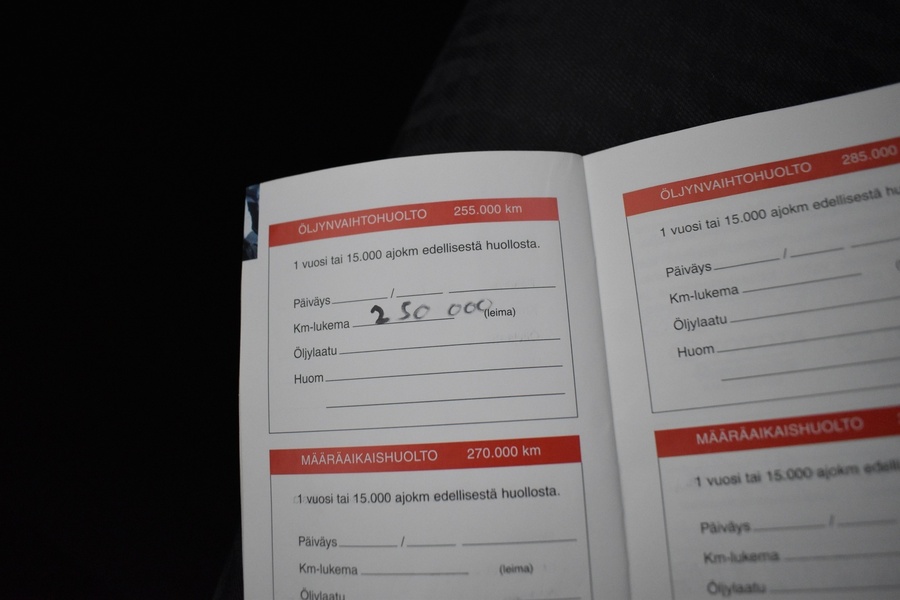 ÖLJYNVAIHTOHUOLTO 255.000 km
1 vuosi tai 15.000 ajokm edellisestä huollosta.
Päiväys / 
Km-lukema 250 000 (leima)
Öljylaatu
Huom
MÄÄRÄAIKAISHUOLTO 270.000 km
1 vuosi tai 15.000 ajokm edellisestä huollosta.
Päiväys /
Km-lukema (leima)
Öljylaatu
ÖLJYNVAIHTOHUOLTO 285.000
1 vuosi tai 15.000 ajokm edellisestä hu
Päiväys /
Km-lukema
Öljylaatu
Huom
MÄÄRÄAIKAISHUOLTO
1 vuosi tai 15.000 ajokm edelli
Päiväys /
Km-lukema
Öljylaatu